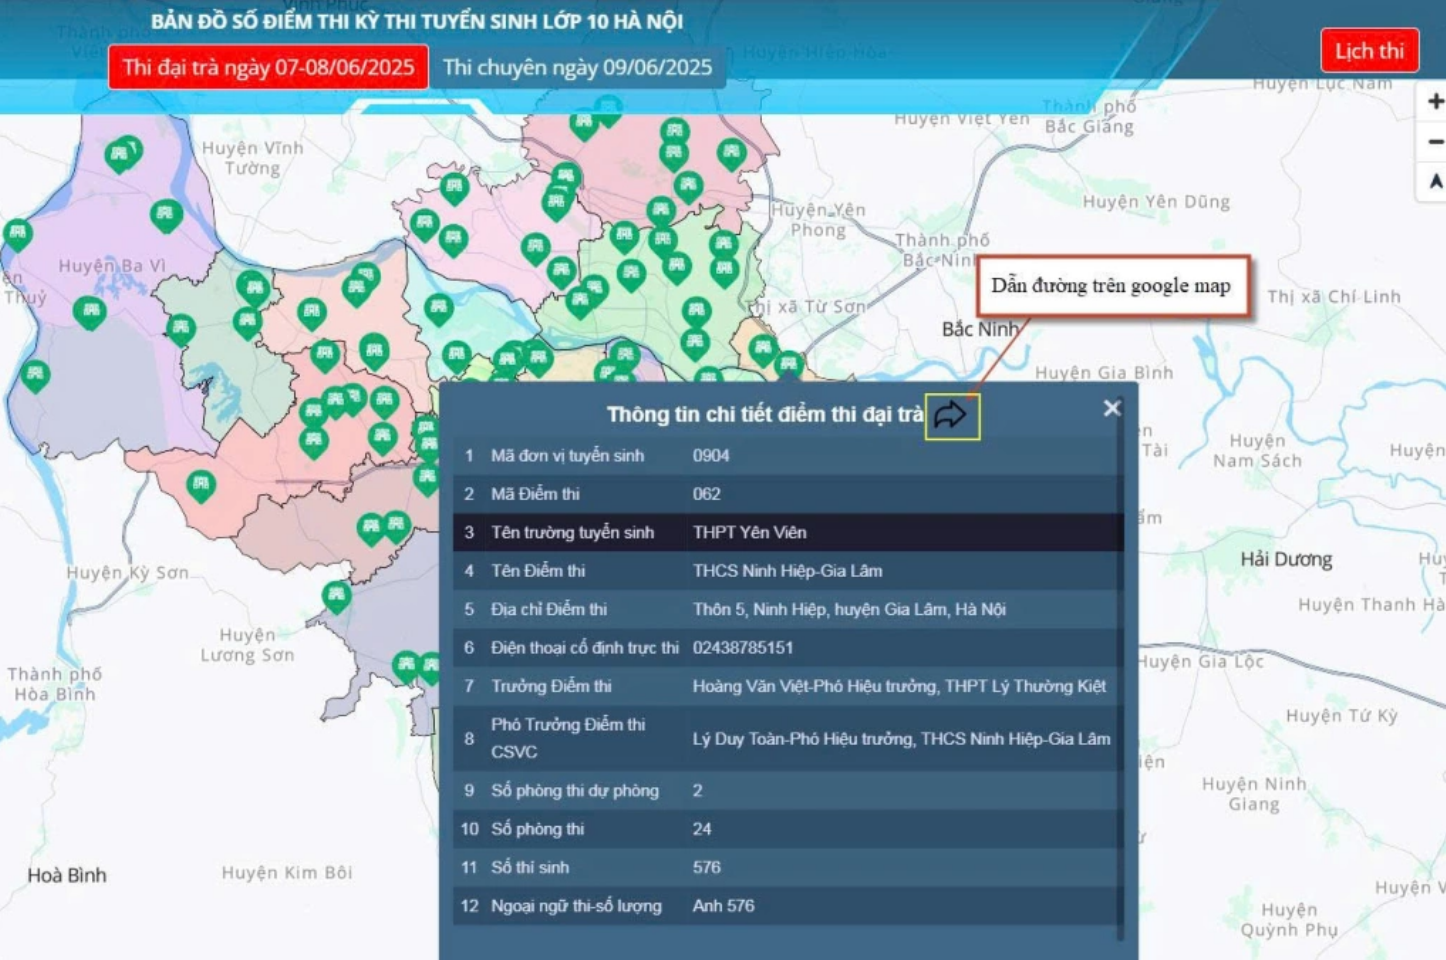 BẢN ĐỒ SỐ ĐIỂM THI KỲ THI TUYỂN SINH LỚP 10 HÀ NỘI
Thi đại trà ngày 07-08/06/2025
Thi chuyên ngày 09/06/2025
Lịch thi
Huyện Hiệp Hòa
Huyện Lục Nam
Huyện Việt Yên
Thành phố
Bắc Giang
Huyện Vĩnh
Tường
Huyện Yên
Phong
Huyện Yên Dũng
Thành phố
Bắc Ninh
Huyện Ba Vì
Thuỷ
Dẫn đường trên google map
Thị xã Từ Sơn
Thị xã Chí Linh
Bắc Ninh
Huyện Gia Bình
Thông tin chi tiết điểm thi đại trà
1 Mã đơn vị tuyển sinh 0904
2 Mã Điểm thi 062
3 Tên trường tuyển sinh THPT Yên Viên
4 Tên Điểm thi THCS Ninh Hiệp-Gia Lâm
5 Địa chỉ Điểm thi Thôn 5, Ninh Hiệp, huyện Gia Lâm, Hà Nội
6 Điện thoại cố định trực thi 02438785151
7 Trưởng Điểm thi Hoàng Văn Việt-Phó Hiệu trưởng, THPT Lý Thường Kiệt
8 Phó Trưởng Điểm thi
CSVC Lý Duy Toàn-Phó Hiệu trưởng, THCS Ninh Hiệp-Gia Lâm
9 Số phòng thi dự phòng 2
10 Số phòng thi 24
11 Số thí sinh 576
12 Ngoại ngữ thi-số lượng Anh 576
Tài
Huyện
Nam Sách
Huyện
Hải Dương
Huyện Thanh Hà
Huyện Kỳ Sơn
Huyện
Lương Sơn
Thành phố
Hòa Bình
Huyện Gia Lộc
Huyện Tứ Kỳ
Huyện Ninh
Giang
Hoà Bình
Huyện Kim Bôi
Huyện
Quỳnh Phụ
Huyện V